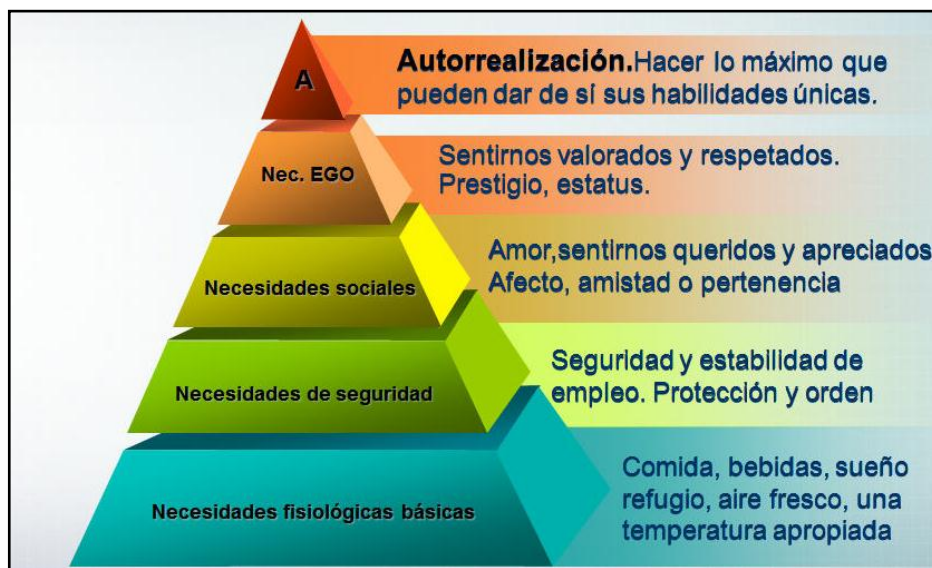 A
Autorrealización.Hacer lo máximo que
pueden dar de sí sus habilidades únicas.
Nec. EGO
Sentirnos valorados y respetados.
Prestigio, estatus.
Necesidades sociales
Amor,sentirnos queridos y apreciados
Afecto, amistad o pertenencia
Necesidades de seguridad
Seguridad y estabilidad de
empleo. Protección y orden
Necesidades fisiológicas básicas
Comida, bebidas, sueño
refugio, aire fresco, una
temperatura apropiada